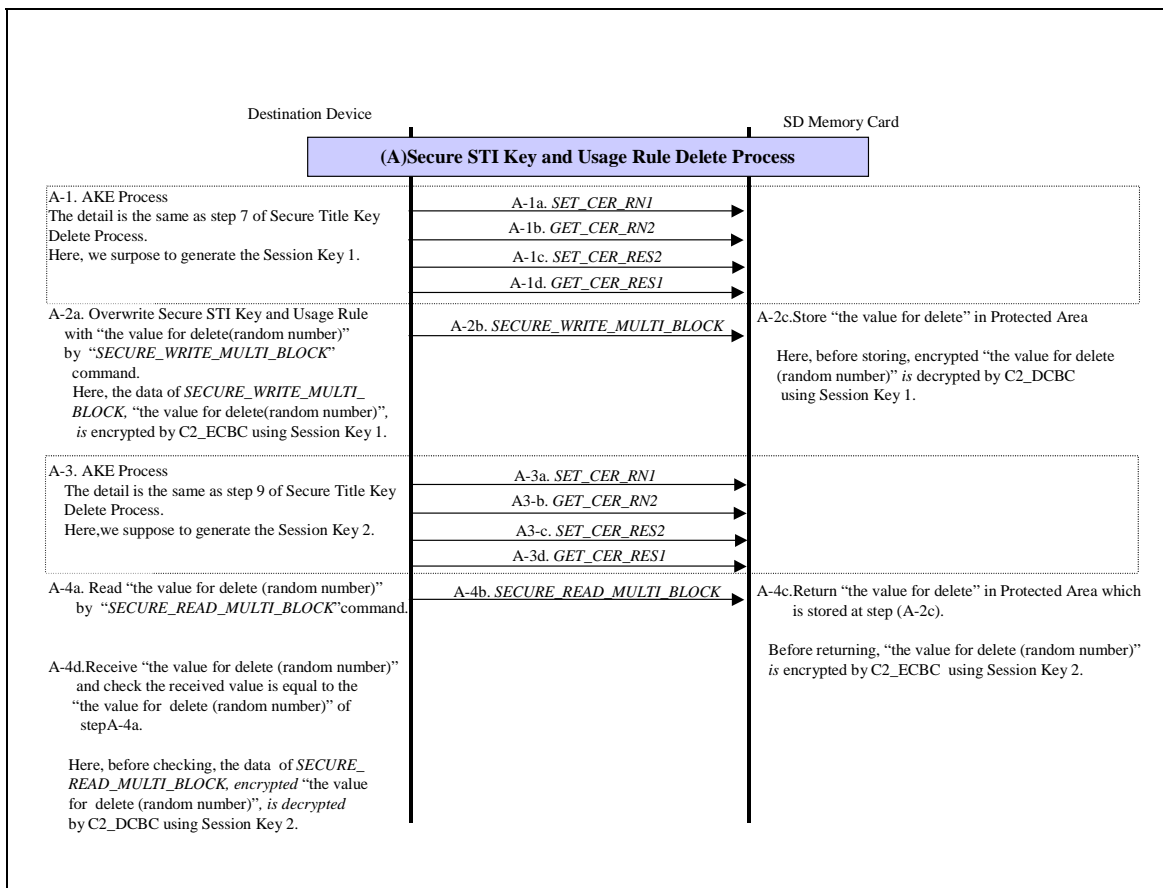 Destination Device
SD Memory Card
(A)Secure STI Key and Usage Rule Delete Process
A-1. AKE Process
The detail is the same as step 7 of Secure Title Key
Delete Process.
Here, we surpose to generate the Session Key 1.
A-1a. SET_CER_RN1
A-1b. GET_CER_RN2
A-1c. SET_CER_RES2
A-1d. GET_CER_RES1
A-2a. Overwrite Secure STI Key and Usage Rule
with “the value for delete(random number)”
by “SECURE_WRITE_MULTI_BLOCK”
command.
Here, the data of SECURE_WRITE_MULTI_
BLOCK, “the value for delete(random number)”,
is encrypted by C2_ECBC using Session Key 1.
A-2b. SECURE_WRITE_MULTI_BLOCK
A-2c.Store “the value for delete” in Protected Area
Here, before storing, encrypted “the value for delete
(random number)” is decrypted by C2_DCBC
using Session Key 1.
A-3. AKE Process
The detail is the same as step 9 of Secure Title Key
Delete Process.
Here,we suppose to generate the Session Key 2.
A-3a. SET_CER_RN1
A3-b. GET_CER_RN2
A3-c. SET_CER_RES2
A-3d. GET_CER_RES1
A-4a. Read “the value for delete (random number)”
by “SECURE_READ_MULTI_BLOCK”command.
A-4b. SECURE_READ_MULTI_BLOCK
A-4c.Return “the value for delete” in Protected Area which
is stored at step (A-2c).
Before returning, “the value for delete (random number)”
is encrypted by C2_ECBC using Session Key 2.
A-4d.Receive “the value for delete (random number)”
and check the received value is equal to the
“the value for delete (random number)” of
stepA-4a.
Here, before checking, the data of SECURE_
READ_MULTI_BLOCK, encrypted “the value
for delete (random number)”, is decrypted
by C2_DCBC using Session Key 2.